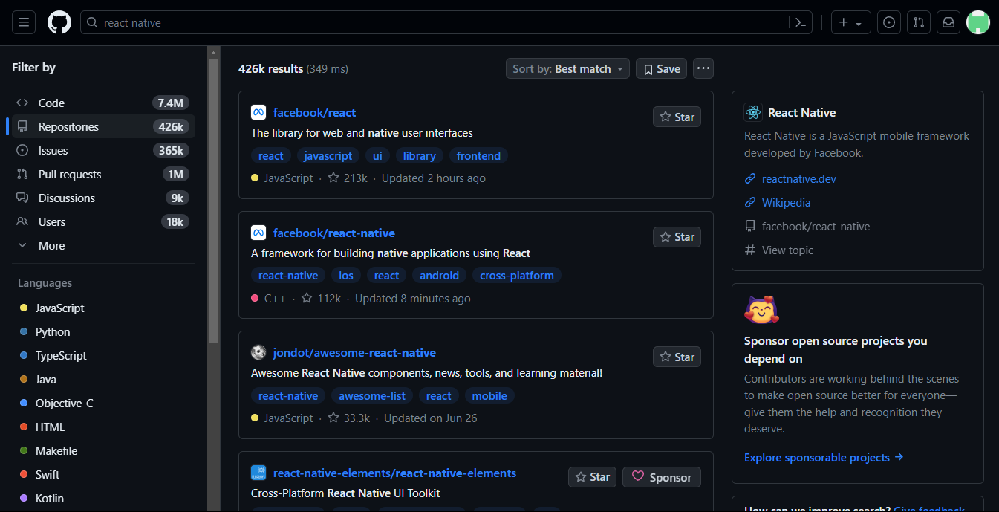 react native
Filter by
Code 7.4M
Repositories 426k
Issues 365k
Pull requests 1M
Discussions 9k
Users 18k
More
Languages
JavaScript
Python
TypeScript
Java
Objective-C
HTML
Makefile
Swift
Kotlin
426k results (349 ms)
Sort by: Best match
Save
facebook/react
Star
The library for web and native user interfaces
react javascript ui library frontend
JavaScript · 213k · Updated 2 hours ago
facebook/react-native
Star
A framework for building native applications using React
react-native ios react android cross-platform
C++ · 112k · Updated 8 minutes ago
jondot/awesome-react-native
Star
Awesome React Native components, news, tools, and learning material!
react-native awesome-list react mobile
JavaScript · 33.3k · Updated on Jun 26
react-native-elements/react-native-elements
Star Sponsor
Cross-Platform React Native UI Toolkit
React Native
React Native is a JavaScript mobile framework
developed by Facebook.
reactnative.dev
Wikipedia
facebook/react-native
View topic
Sponsor open source projects you
depend on
Contributors are working behind the scenes
to make open source better for everyone—
give them the help and recognition they
deserve.
Explore sponsorable projects →
How can we improve search? Give feedback